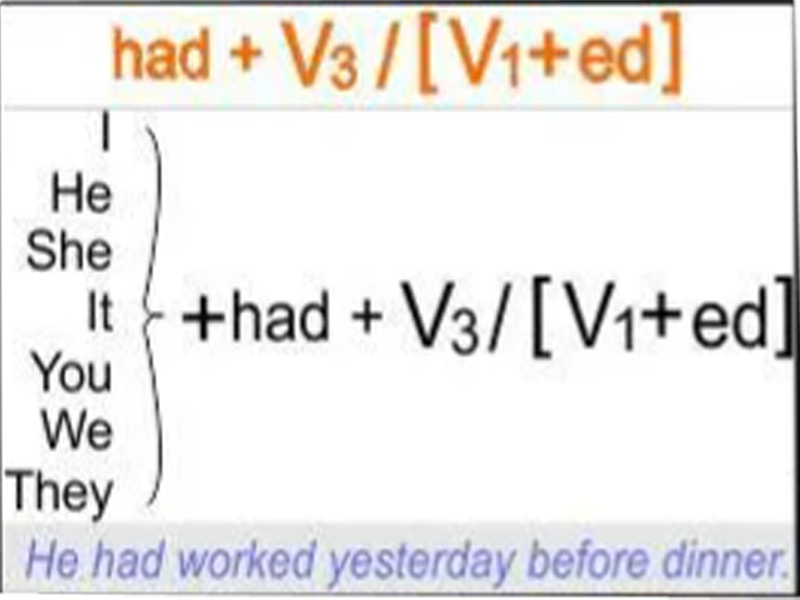 had + V3 / [ V1+ed ]
I
He
She
It
You
We
They
+had + V3 / [ V1+ed ]
He had worked yesterday before dinner.